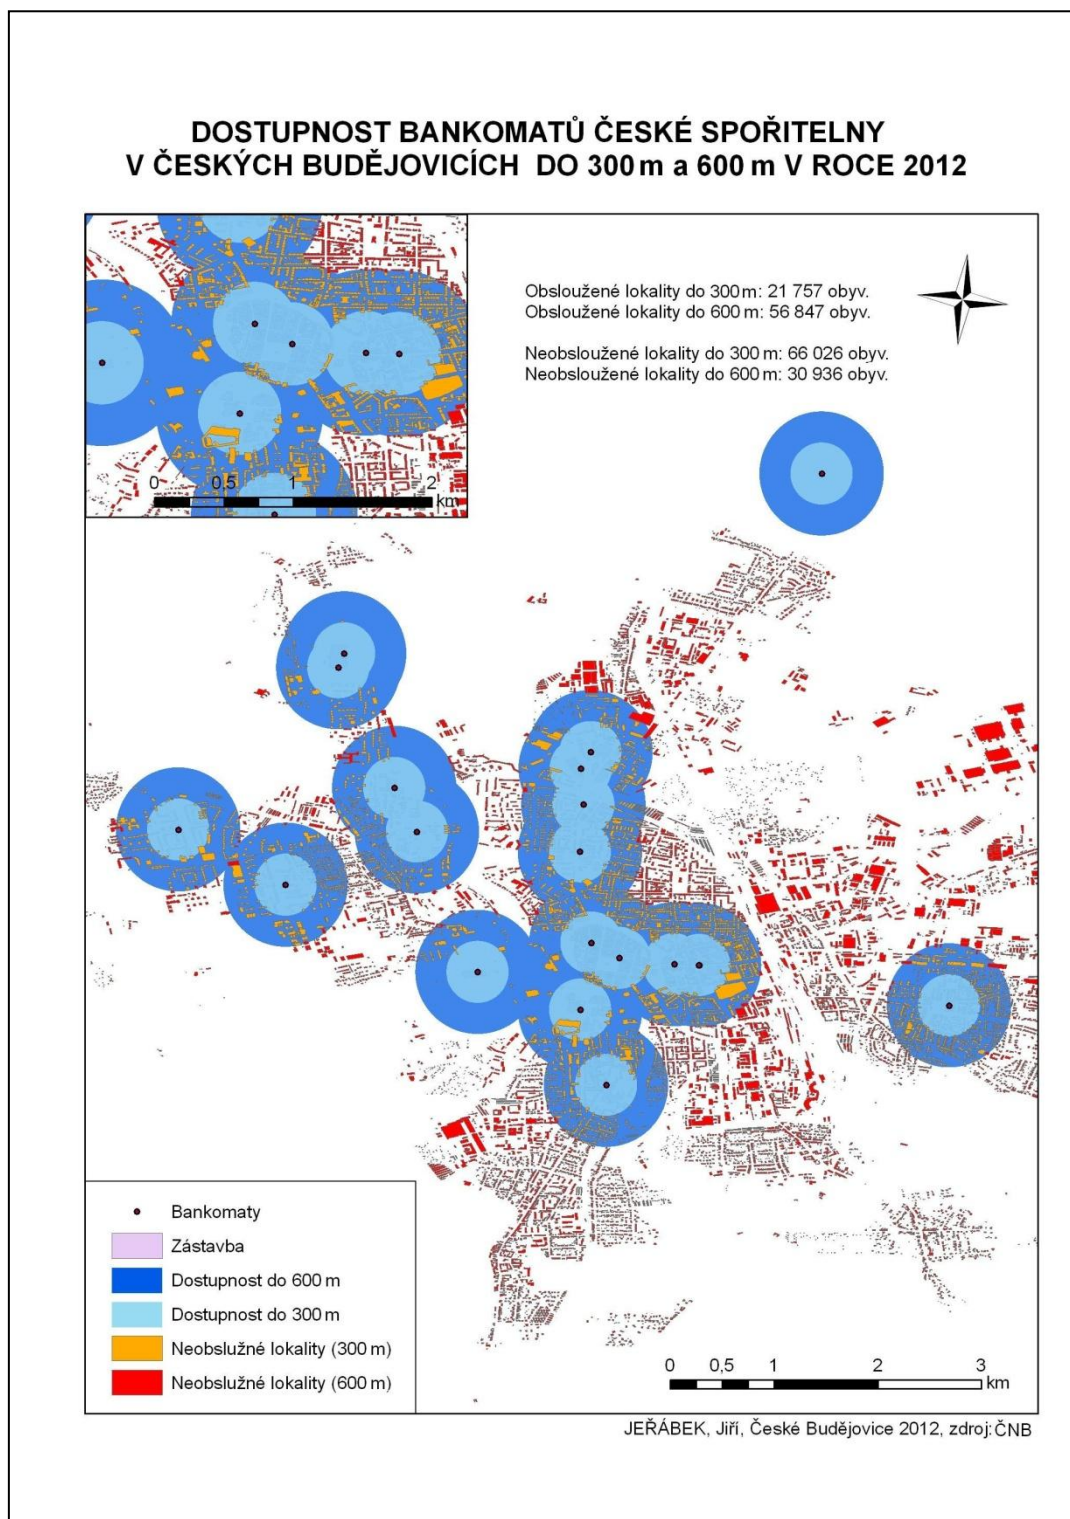 DOSTUPNOST BANKOMATŮ ČESKÉ SPOŘITELNY
V ČESKÝCH BUDĚJOVICÍCH DO 300 m a 600 m V ROCE 2012
Obsloužené lokality do 300 m: 21 757 obyv.
Obsloužené lokality do 600 m: 56 847 obyv.
Neobsloužené lokality do 300 m: 66 026 obyv.
Neobsloužené lokality do 600 m: 30 936 obyv.
0 0,5 1 2
km
Bankomaty
Zástavba
Dostupnost do 600 m
Dostupnost do 300 m
Neobslužné lokality (300 m)
Neobslužné lokality (600 m)
0 0,5 1 2 3
km
JEŘÁBEK, Jiří, České Budějovice 2012, zdroj: ČNB